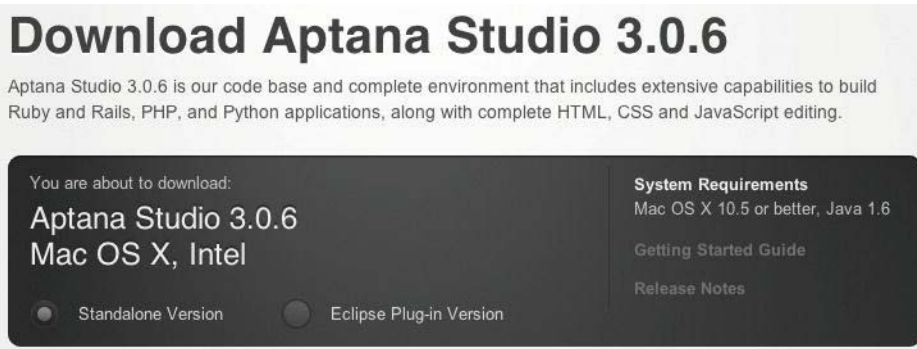 Download Aptana Studio 3.0.6
Aptana Studio 3.0.6 is our code base and complete environment that includes extensive capabilities to build
Ruby and Rails, PHP, and Python applications, along with complete HTML, CSS and JavaScript editing.
You are about to download:
Aptana Studio 3.0.6
Mac OS X, Intel
Standalone Version
Eclipse Plug-in Version
System Requirements
Mac OS X 10.5 or better, Java 1.6
Getting Started Guide
Release Notes